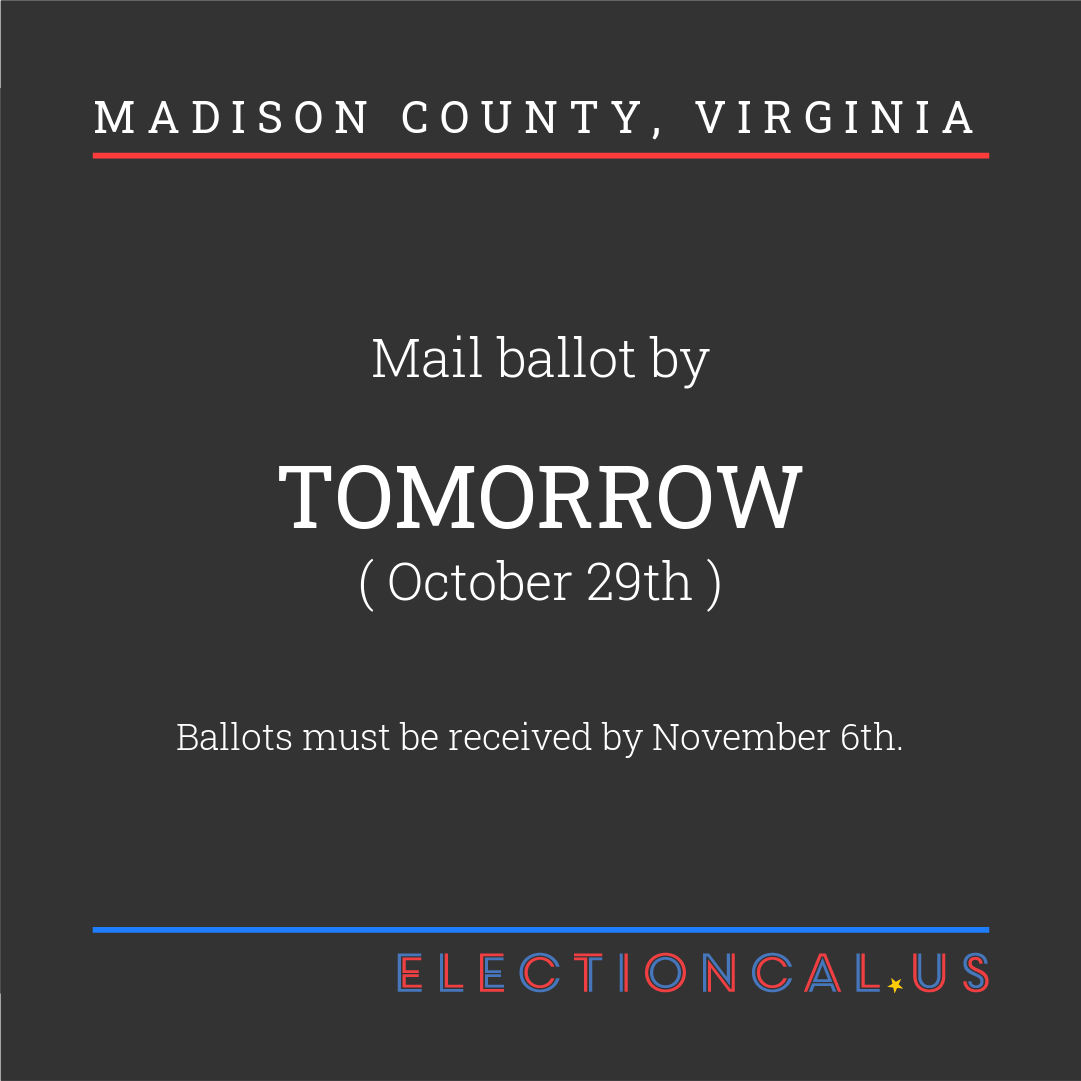 MADISON COUNTY, VIRGINIA
Mail ballot by
TOMORROW
( October 29th )
Ballots must be received by November 6th.
ELECTIONCAL.US